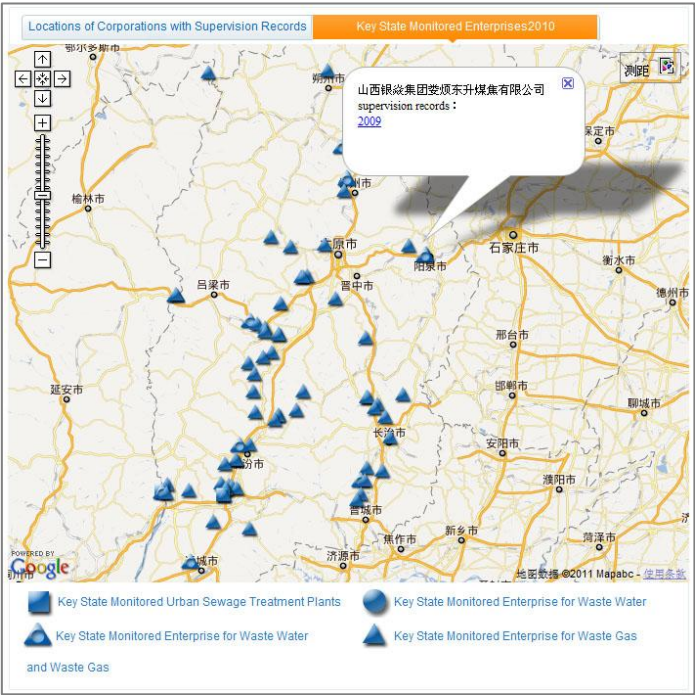 Locations of Corporations with Supervision Records
Key State Monitored Enterprises2010
鄂尔多斯市
朔州市
测距
山西银焱集团娄烦东升煤焦有限公司
supervision records：
2009
保定市
州市
榆林市
太原市
阳泉市
石家庄市
衡水市
吕梁市
晋中市
德州市
邢台市
延安市
邯郸市
聊城市
长治市
安阳市
汾市
濮阳市
晋城市
新乡市
焦作市
菏泽市
济源市
城市
POWERED BY
Google
地图数据 ©2011 Mapabc - 使用条款
Key State Monitored Urban Sewage Treatment Plants
Key State Monitored Enterprise for Waste Water
Key State Monitored Enterprise for Waste Water
Key State Monitored Enterprise for Waste Gas
and Waste Gas